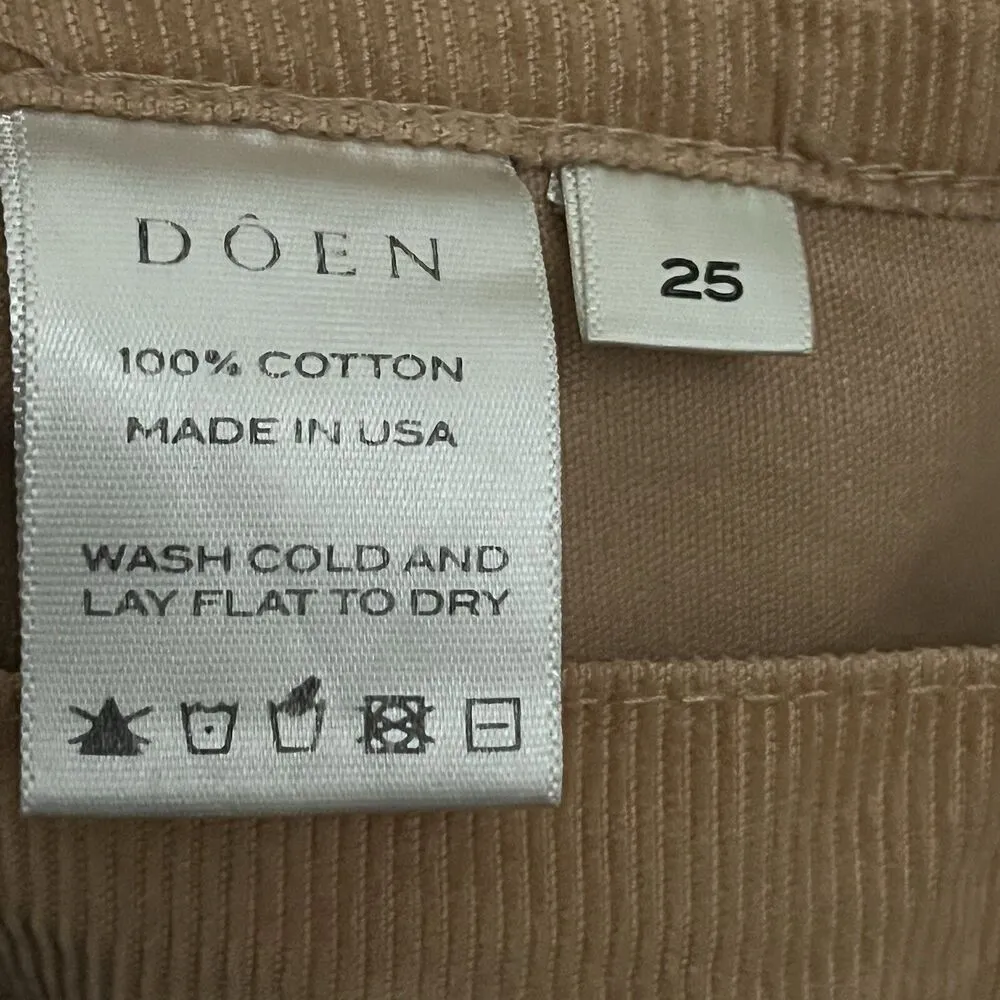 DÔEN
100% COTTON
MADE IN USA
WASH COLD AND
LAY FLAT TO DRY
25